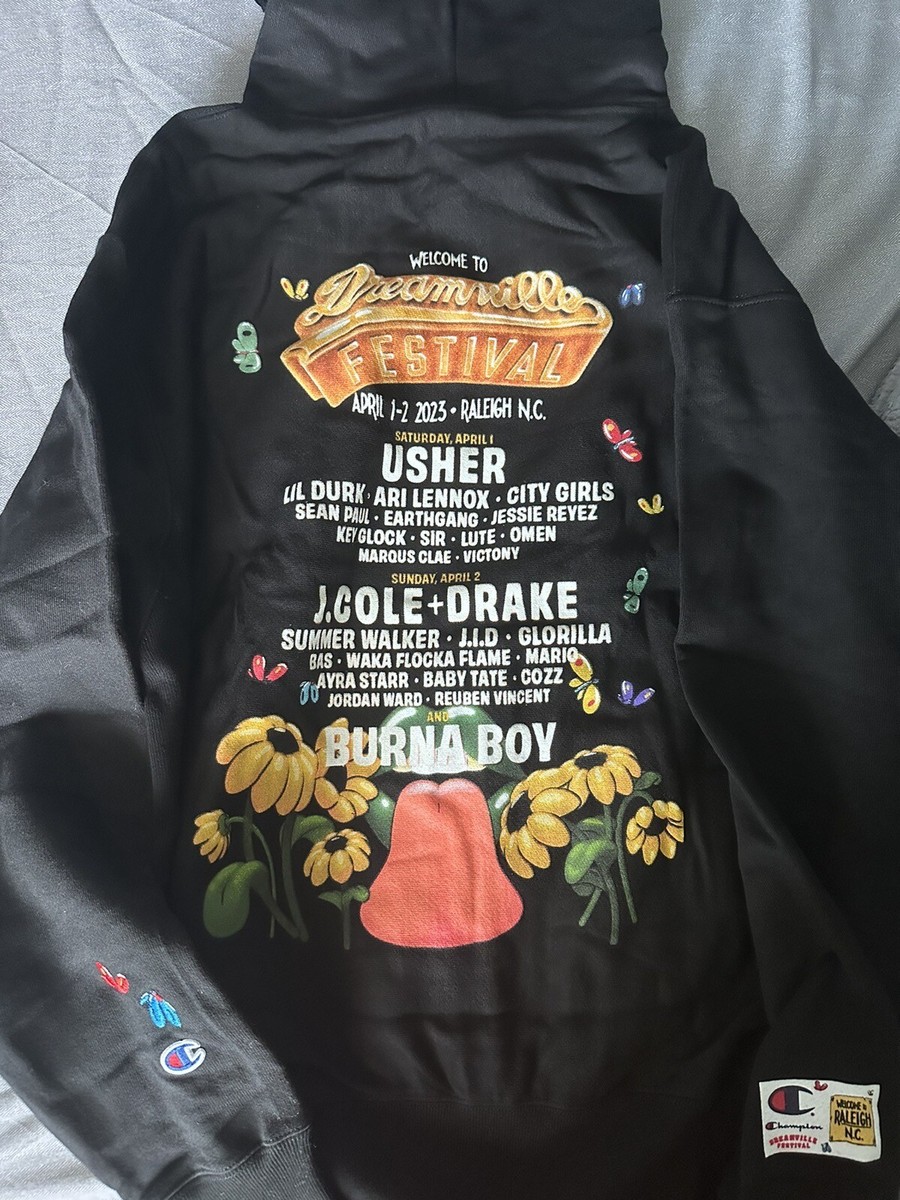 WELCOME TO
Dreamville
FESTIVAL
APRIL 1-2 2023 • RALEIGH N.C.
SATURDAY, APRIL 1
USHER
LIL DURK • ARI LENNOX • CITY GIRLS
SEAN PAUL • EARTHGANG • JESSIE REYEZ
KEY GLOCK • SIR • LUTE • OMEN
MARQUS CLAE • VICTONY
SUNDAY, APRIL 2
J.COLE+DRAKE
SUMMER WALKER • J.I.D • GLORILLA
BAS • WAKA FLOCKA FLAME • MARIO
AYRA STARR • BABY TATE • COZZ
JORDAN WARD • REUBEN VINCENT
AND
BURNA BOY
Champion
DREAMVILLE
FESTIVAL
WELCOME to
RALEIGH
N.C.